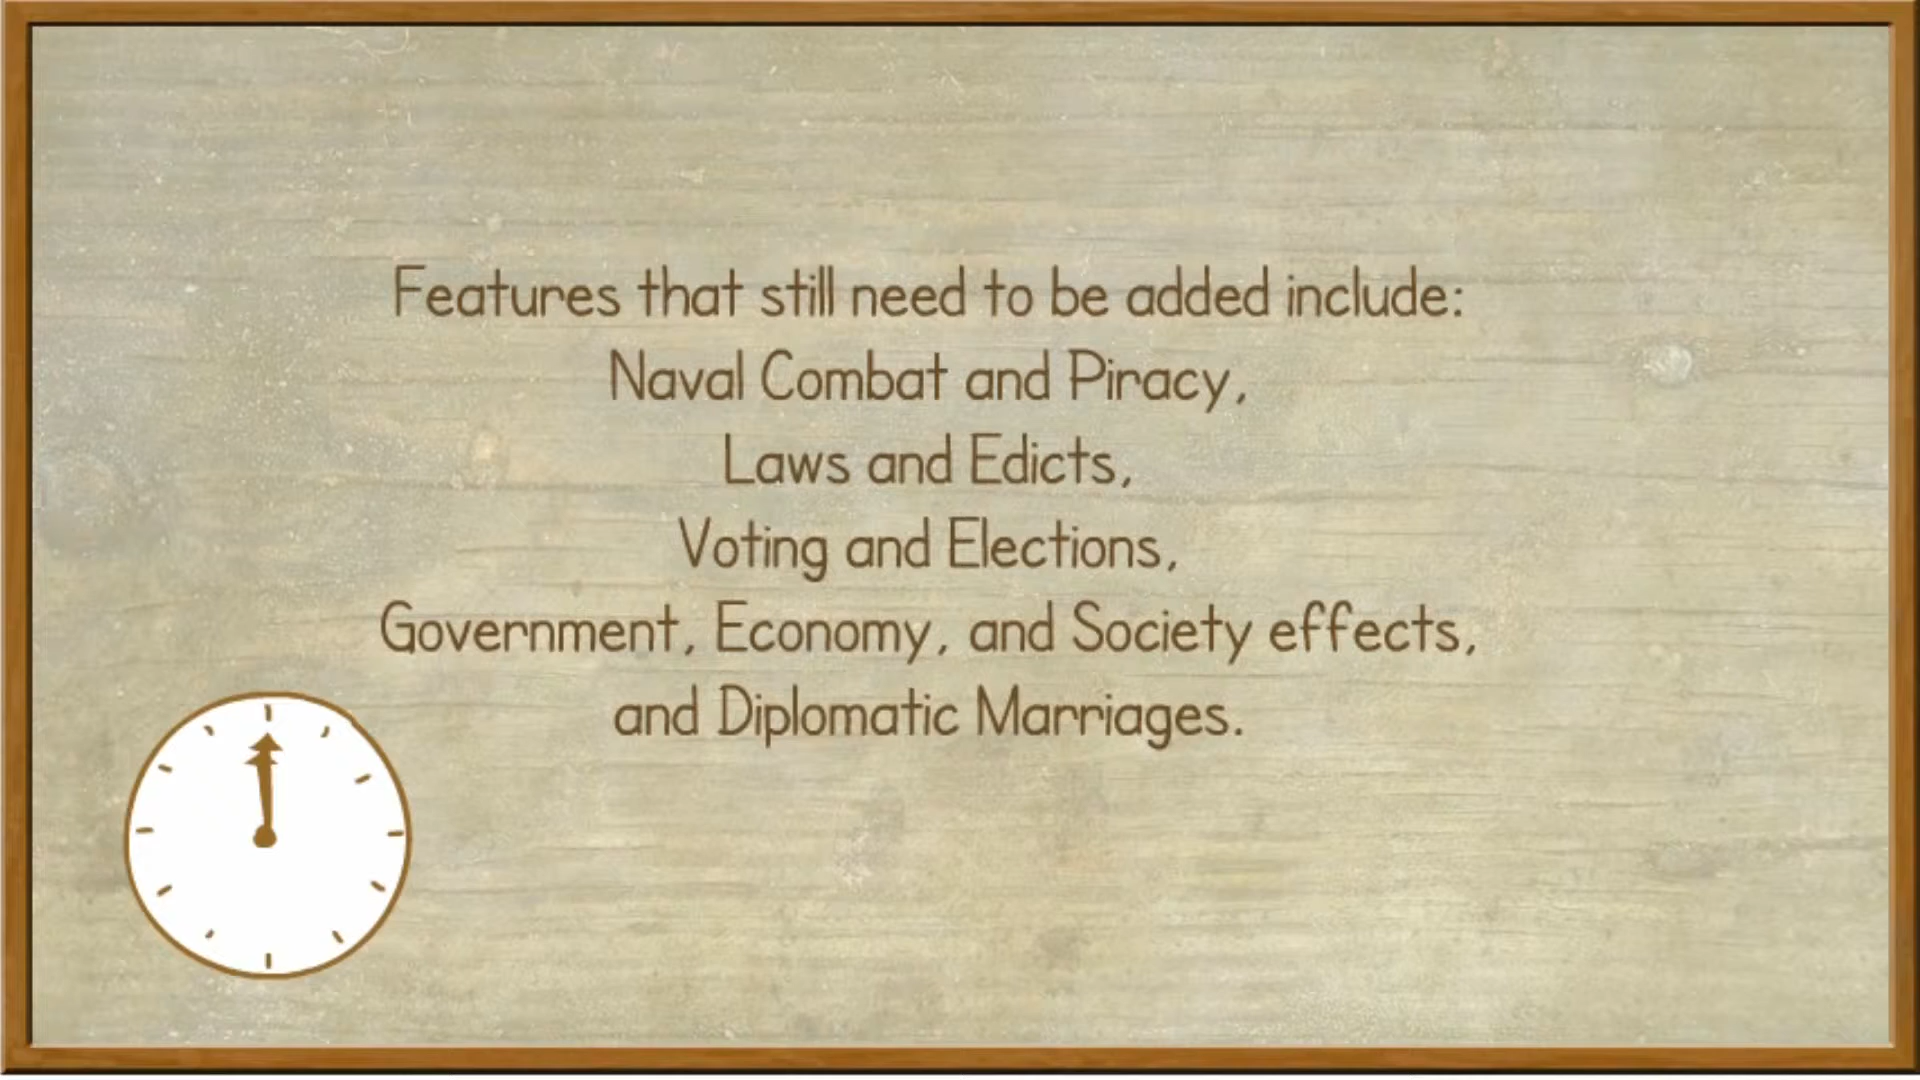 Features that still need to be added include:
Naval Combat and Piracy,
Laws and Edicts,
Voting and Elections,
Government, Economy, and Society effects,
and Diplomatic Marriages.